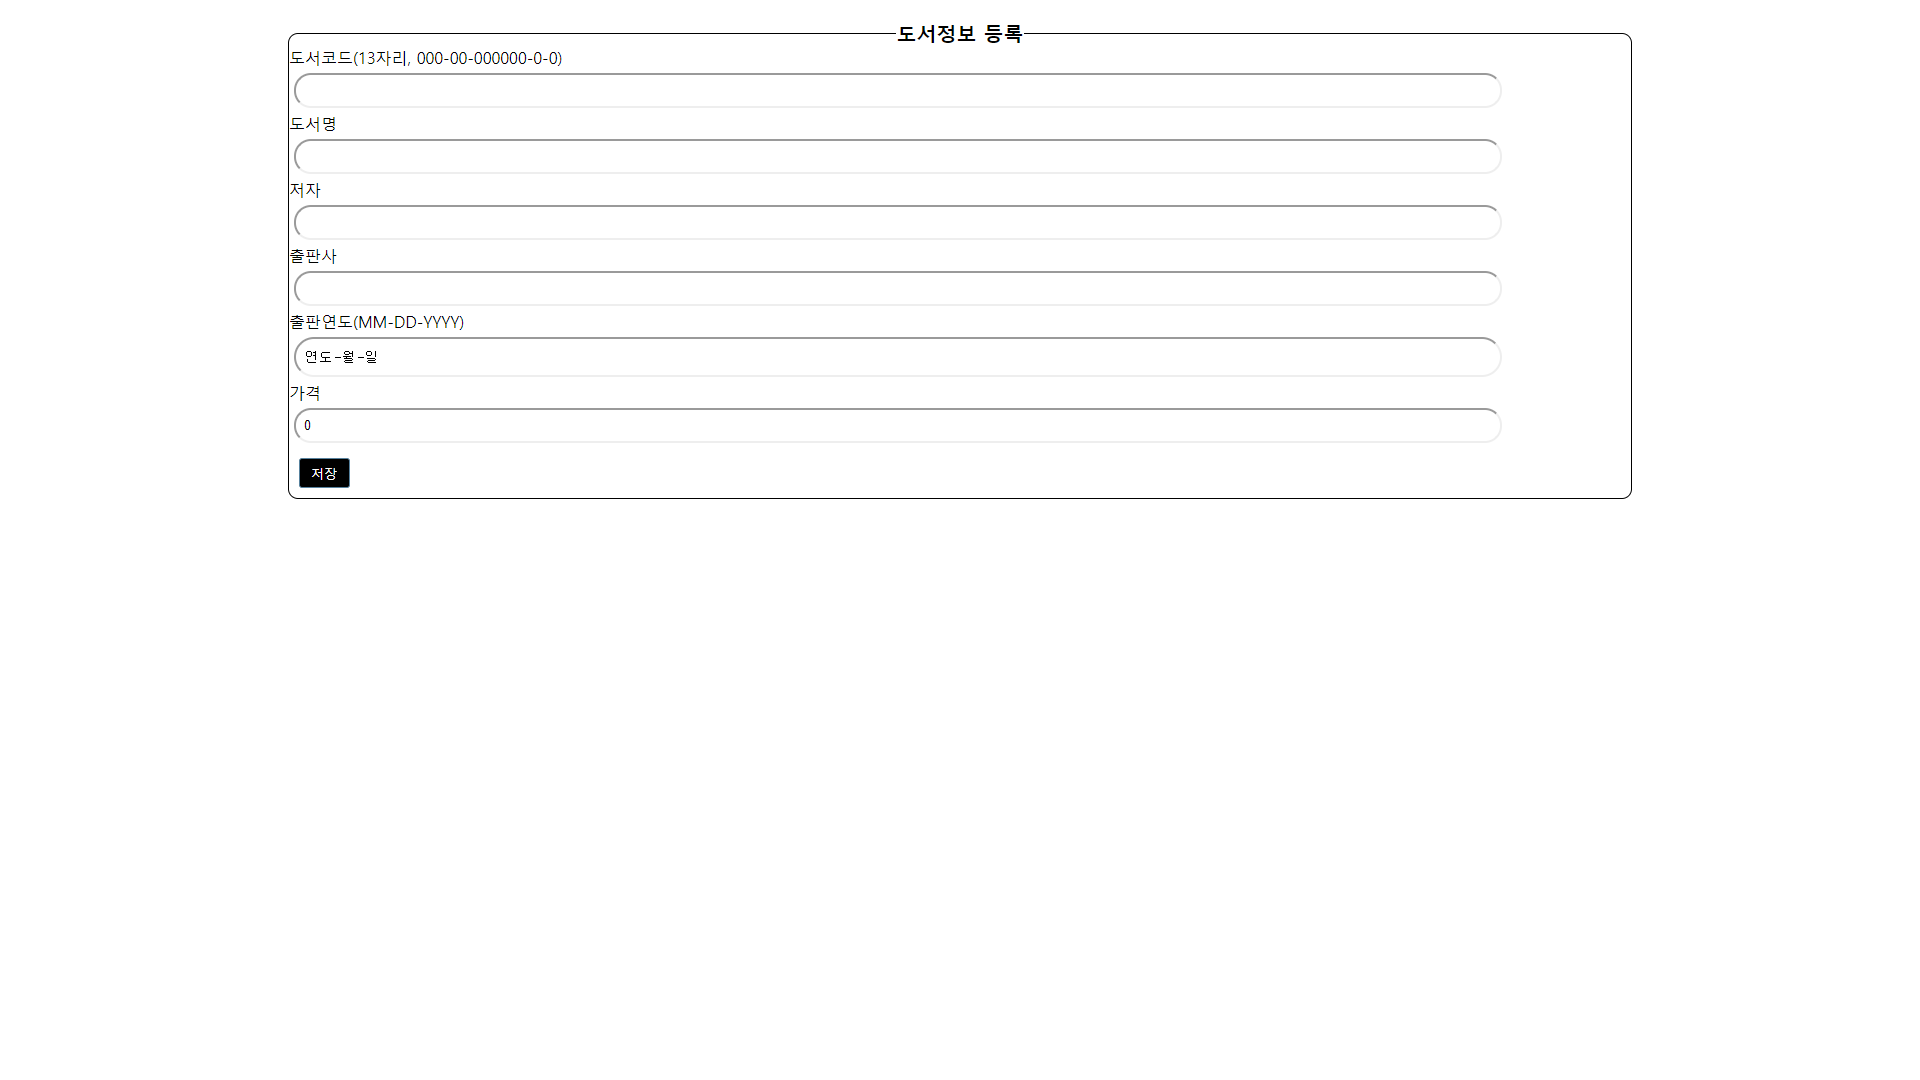 도서정보 등록
도서코드(13자리, 000-00-000000-0-0)
도서명
저자
출판사
출판연도(MM-DD-YYYY)
연도-월-일
가격
0
저장